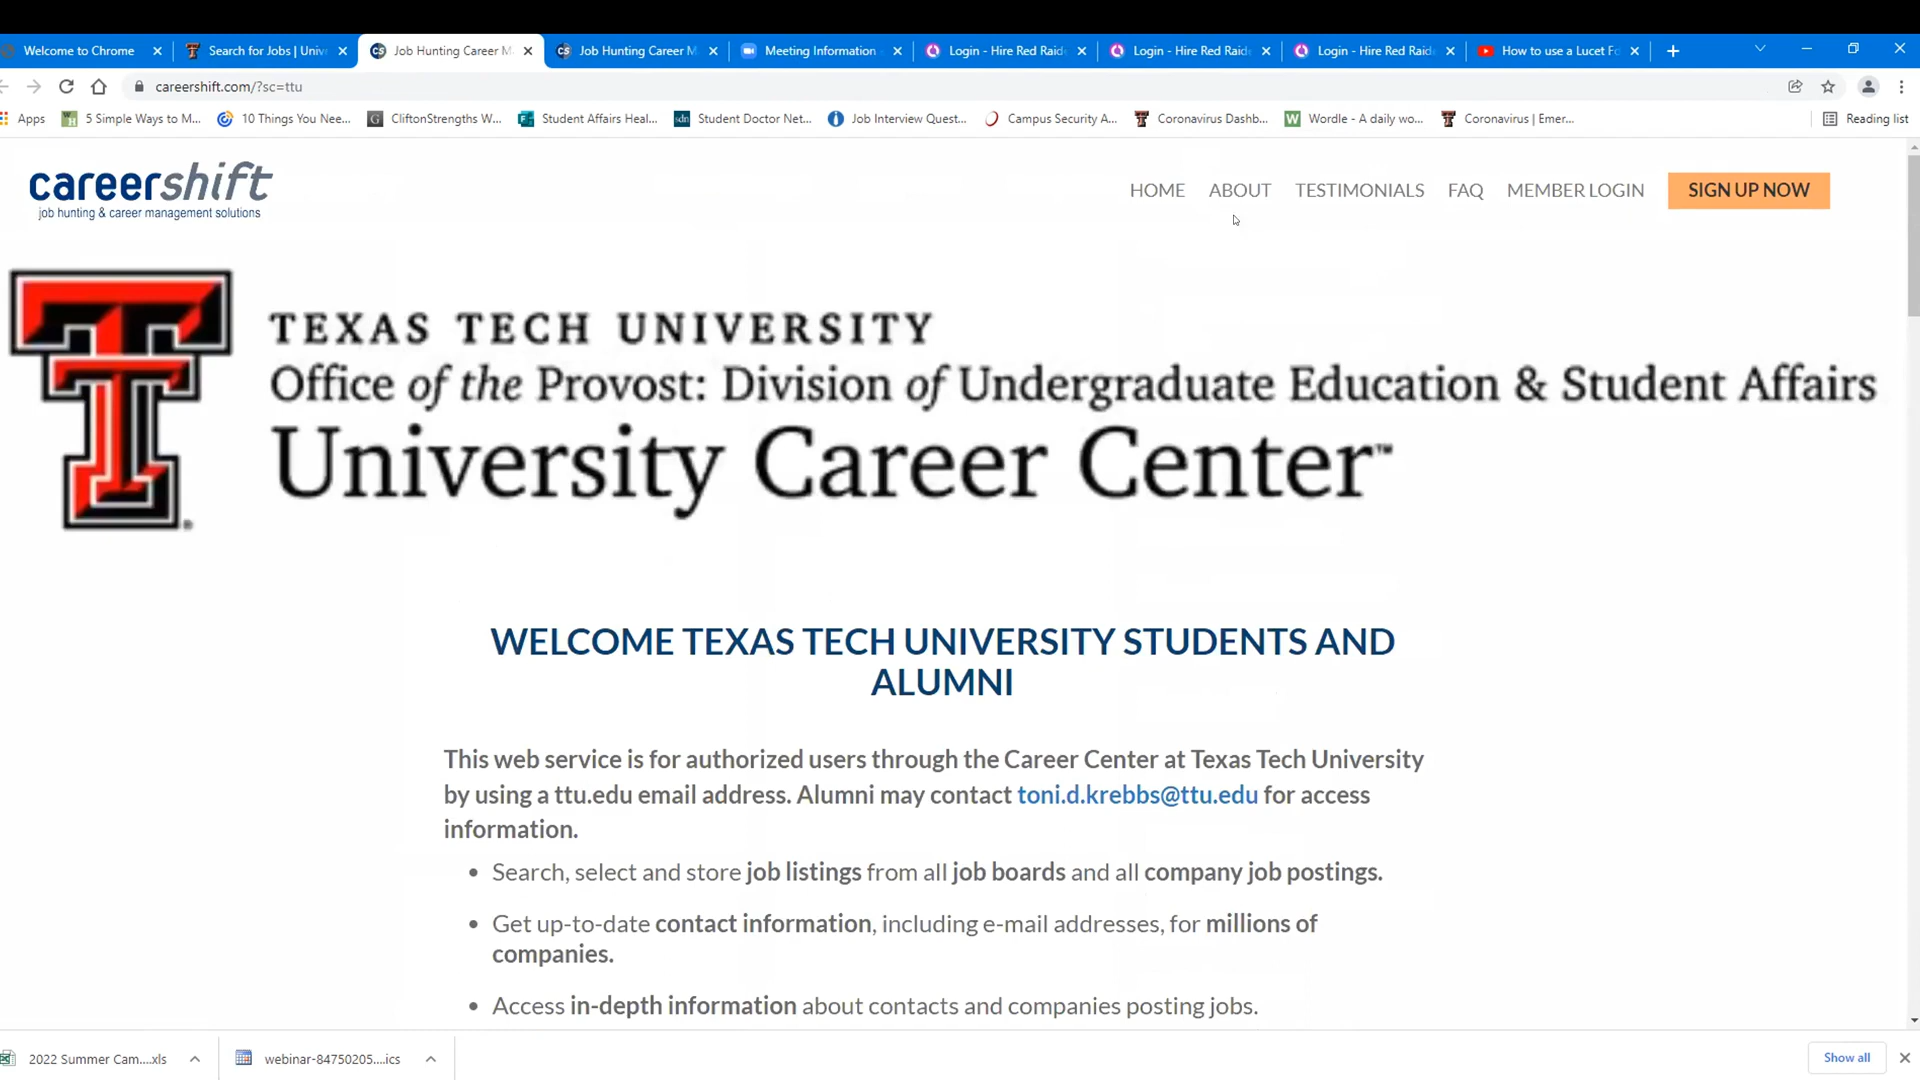 Welcome to Chrome
Search for Jobs | Univ
Job Hunting Career M
Job Hunting Career M
Meeting Information
Login - Hire Red Raid
Login - Hire Red Raid
Login - Hire Red Raid
How to use a Lucet Fo
careershift.com/?sc=ttu
Apps
5 Simple Ways to M...
10 Things You Nee...
CliftonStrengths W...
Student Affairs Heal...
Student Doctor Net...
Job Interview Quest...
Campus Security A...
Coronavirus Dashb...
Wordle - A daily wo...
Coronavirus | Emer...
Reading list
careershift
job hunting & career management solutions
HOME
ABOUT
TESTIMONIALS
FAQ
MEMBER LOGIN
SIGN UP NOW
TEXAS TECH UNIVERSITY
Office of the Provost: Division of Undergraduate Education & Student Affairs
University Career Center™
WELCOME TEXAS TECH UNIVERSITY STUDENTS AND
ALUMNI
This web service is for authorized users through the Career Center at Texas Tech University
by using a ttu.edu email address. Alumni may contact toni.d.krebbs@ttu.edu for access
information.
• Search, select and store job listings from all job boards and all company job postings.
• Get up-to-date contact information, including e-mail addresses, for millions of
companies.
• Access in-depth information about contacts and companies posting jobs.
2022 Summer Cam....xls
webinar-84750205....ics
Show all